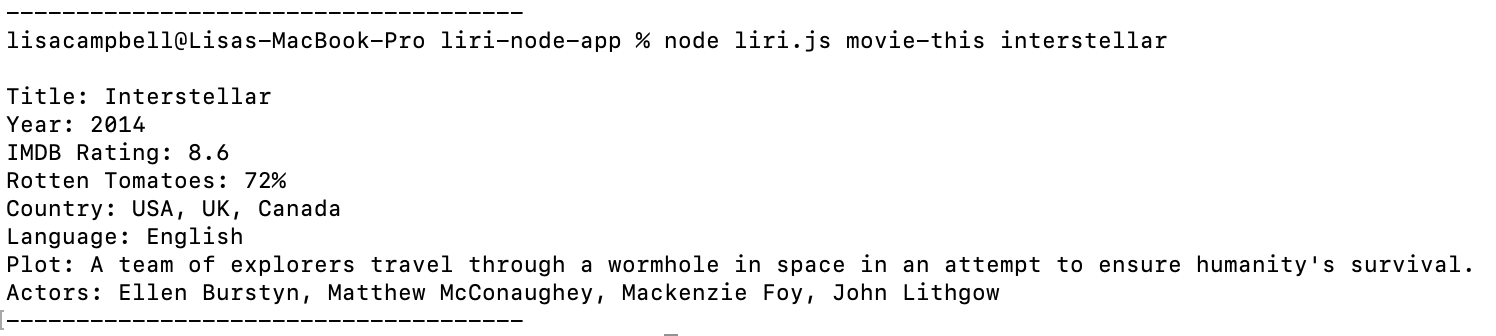 -------------------------------------
lisacampbell@Lisas-MacBook-Pro liri-node-app % node liri.js movie-this interstellar
Title: Interstellar
Year: 2014
IMDB Rating: 8.6
Rotten Tomatoes: 72%
Country: USA, UK, Canada
Language: English
Plot: A team of explorers travel through a wormhole in space in an attempt to ensure humanity's survival.
Actors: Ellen Burstyn, Matthew McConaughey, Mackenzie Foy, John Lithgow
-------------------------------------